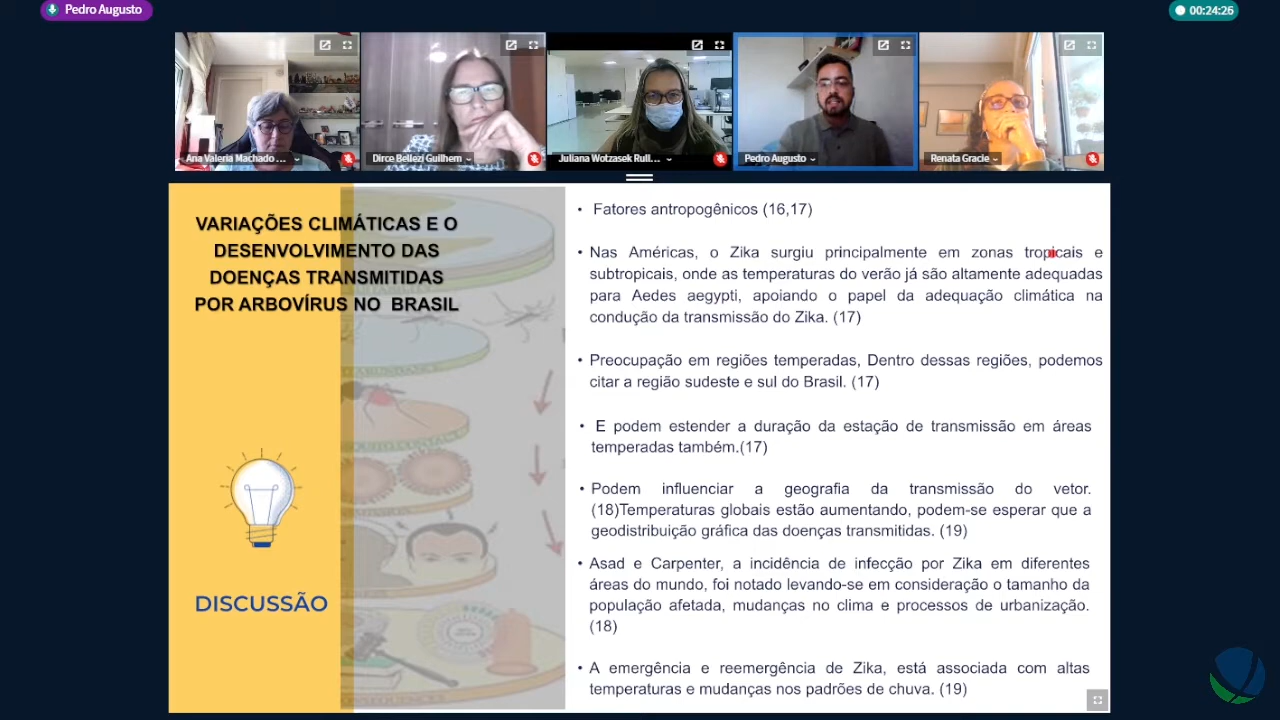 Pedro Augusto
00:24:26
Ana Valeria Machado ...
Dirce Bellezi Guilhem
Juliana Wotzasek Rull...
Pedro Augusto
Renata Gracie
VARIAÇÕES CLIMÁTICAS E O
DESENVOLVIMENTO DAS
DOENÇAS TRANSMITIDAS
POR ARBOVÍRUS NO BRASIL
DISCUSSÃO
• Fatores antropogênicos (16,17)
• Nas Américas, o Zika surgiu principalmente em zonas tropicais e
subtropicais, onde as temperaturas do verão já são altamente adequadas
para Aedes aegypti, apoiando o papel da adequação climática na
condução da transmissão do Zika. (17)
• Preocupação em regiões temperadas, Dentro dessas regiões, podemos
citar a região sudeste e sul do Brasil. (17)
• E podem estender a duração da estação de transmissão em áreas
temperadas também.(17)
• Podem influenciar a geografia da transmissão do vetor.
(18)Temperaturas globais estão aumentando, podem-se esperar que a
geodistribuição gráfica das doenças transmitidas. (19)
• Asad e Carpenter, a incidência de infecção por Zika em diferentes
áreas do mundo, foi notado levando-se em consideração o tamanho da
população afetada, mudanças no clima e processos de urbanização.
(18)
• A emergência e reemergência de Zika, está associada com altas
temperaturas e mudanças nos padrões de chuva. (19)